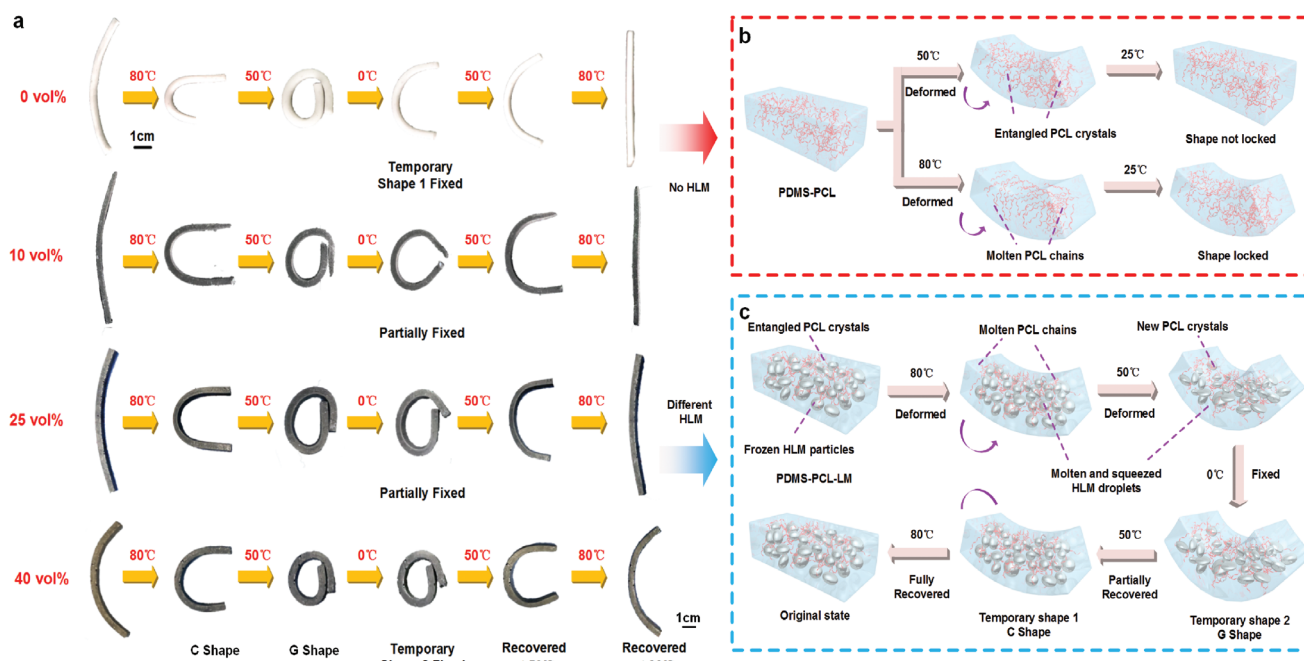 a
0 vol%
80℃
50℃
0℃
50℃
80℃
1cm
Temporary
Shape 1 Fixed
No HLM
10 vol%
80℃
50℃
0℃
50℃
80℃
Partially Fixed
25 vol%
80℃
50℃
0℃
50℃
80℃
Different
HLM
Partially Fixed
40 vol%
80℃
50℃
0℃
50℃
80℃
1cm
C Shape
G Shape
Temporary
Recovered
Recovered
b
PDMS-PCL
50℃
Deformed
Entangled PCL crystals
25℃
Shape not locked
80℃
Deformed
Molten PCL chains
25℃
Shape locked
c
Entangled PCL crystals
Molten PCL chains
New PCL crystals
80℃
Deformed
50℃
Deformed
Frozen HLM particles
PDMS-PCL-LM
Molten and squeezed
HLM droplets
0℃
Fixed
80℃
Fully
Recovered
50℃
Partially
Recovered
Original state
Temporary shape 1
C Shape
Temporary shape 2
G Shape